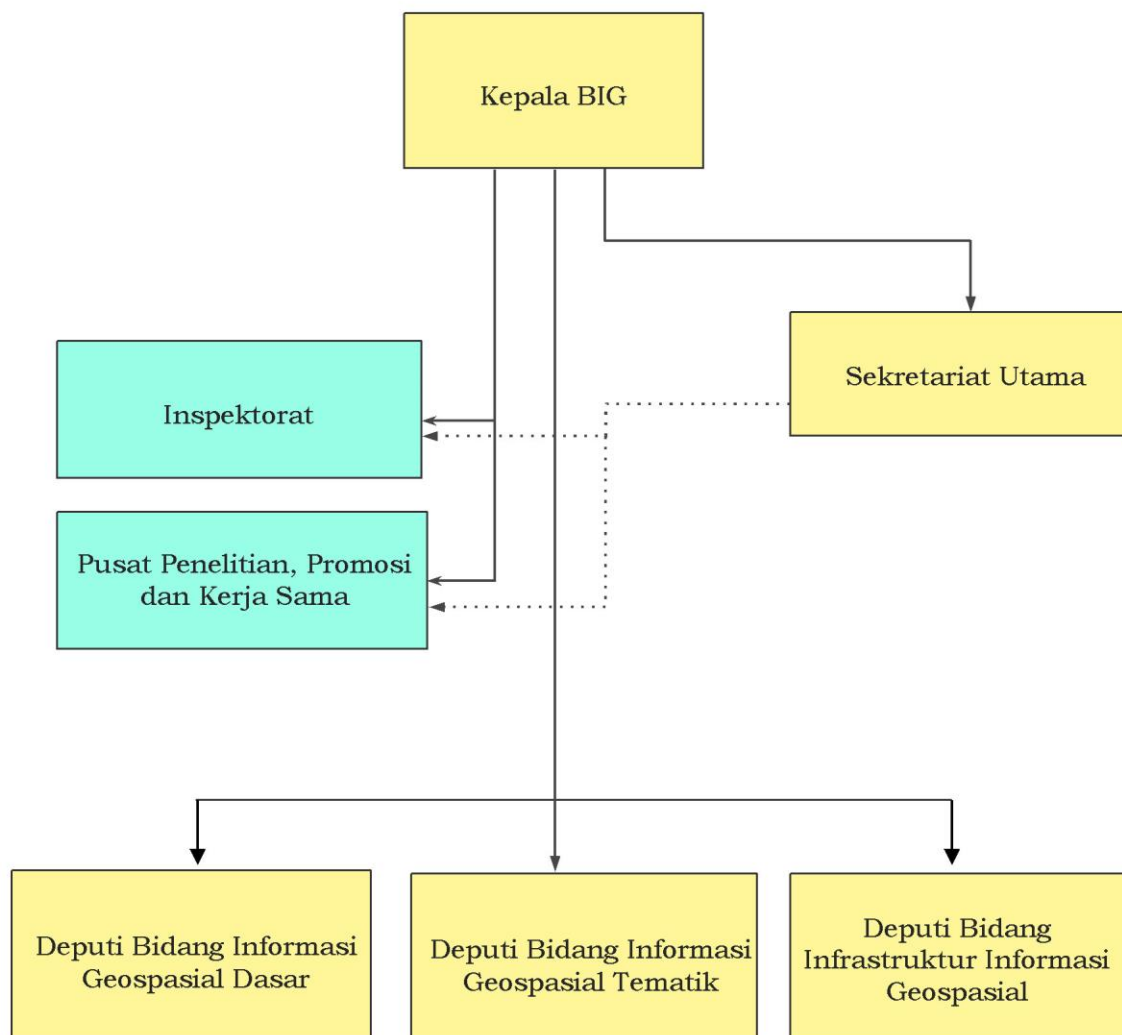 Kepala BIG
Sekretariat Utama
Inspektorat
Pusat Penelitian, Promosi
dan Kerja Sama
Deputi Bidang Informasi
Geospasial Dasar
Deputi Bidang Informasi
Geospasial Tematik
Deputi Bidang
Infrastruktur Informasi
Geospasial